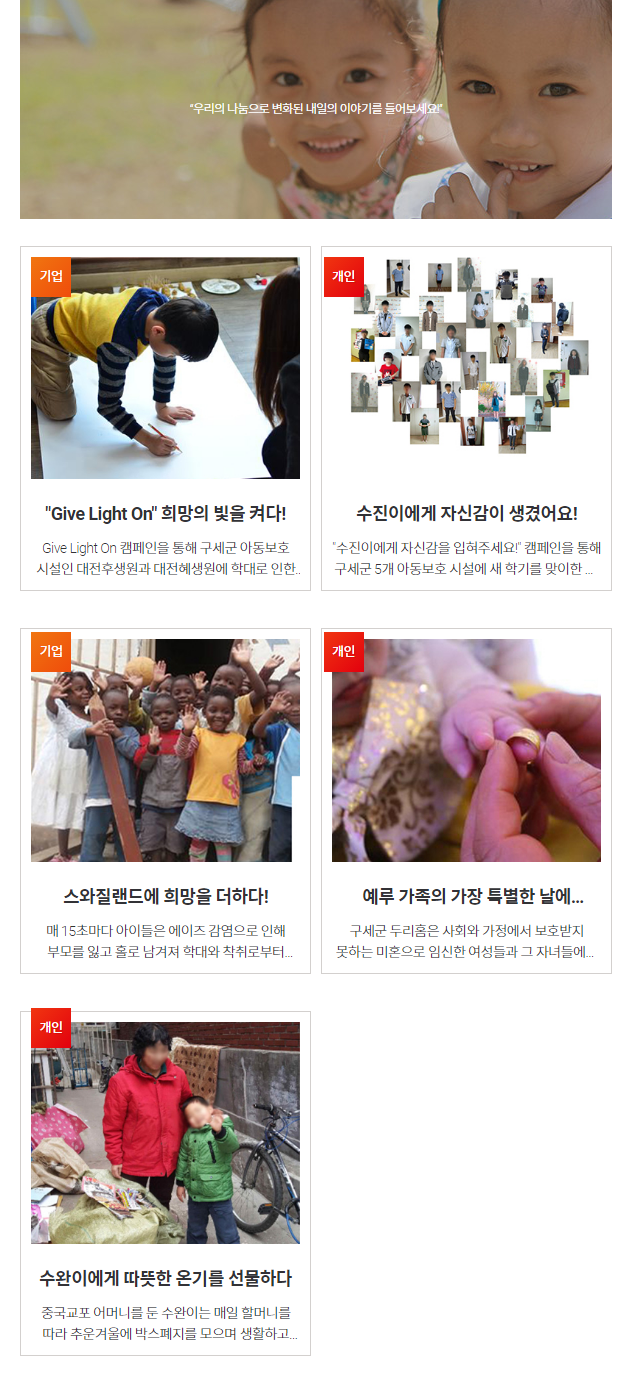 "우리의 나눔으로 변화된 내일의 이야기를 들어보세요!"
기업
"Give Light On" 희망의 빛을 켜다!
Give Light On 캠페인을 통해 구세군 아동보호
시설인 대전후생원과 대전혜생원에 학대로 인한..
개인
수진이에게 자신감이 생겼어요!
"수진이에게 자신감을 입혀주세요!" 캠페인을 통해
구세군 5개 아동보호 시설에 새 학기를 맞이한 ...
기업
스와질랜드에 희망을 더하다!
매 15초마다 아이들은 에이즈 감염으로 인해
부모를 잃고 홀로 남겨져 학대와 착취로부터...
개인
예루 가족의 가장 특별한 날에...
구세군 두리홈은 사회와 가정에서 보호받지
못하는 미혼으로 임신한 여성들과 그 자녀들에...
개인
수완이에게 따뜻한 온기를 선물하다
중국교포 어머니를 둔 수완이는 매일 할머니를
따라 추운겨울에 박스폐지를 모으며 생활하고...